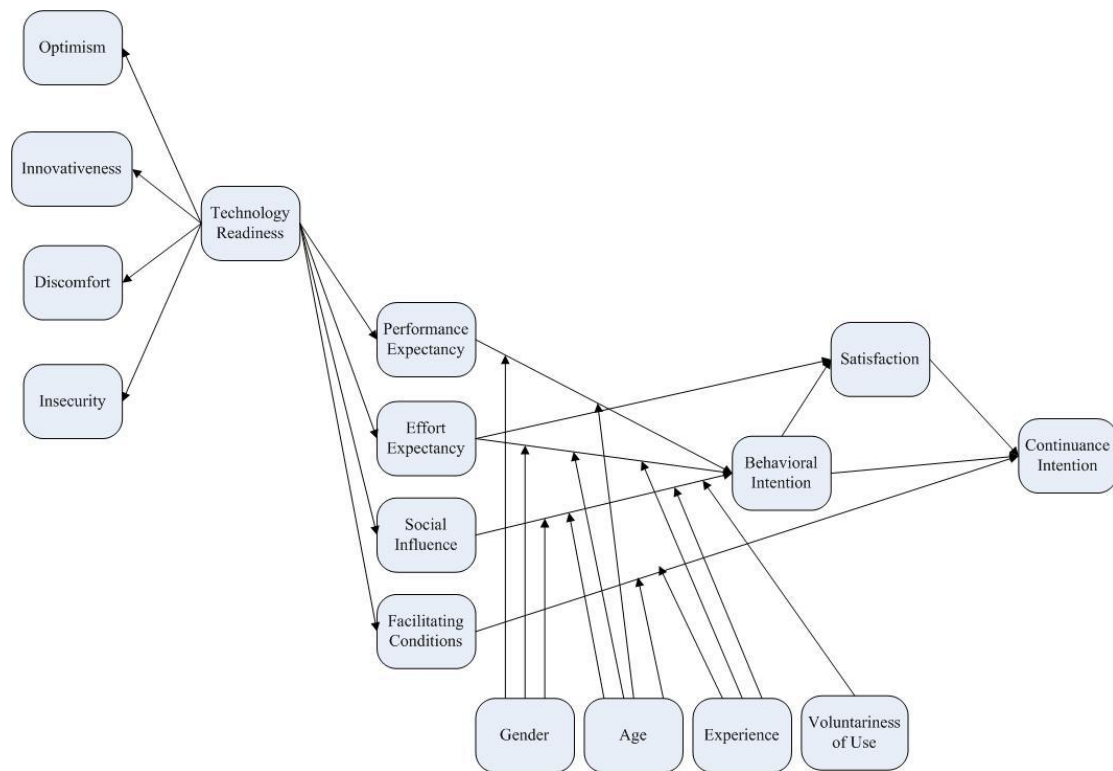 Optimism
Innovativeness
Technology
Readiness
Discomfort
Insecurity
Performance
Expectancy
Effort
Expectancy
Social
Influence
Facilitating
Conditions
Satisfaction
Behavioral
Intention
Continuance
Intention
Gender
Age
Experience
Voluntariness
of Use